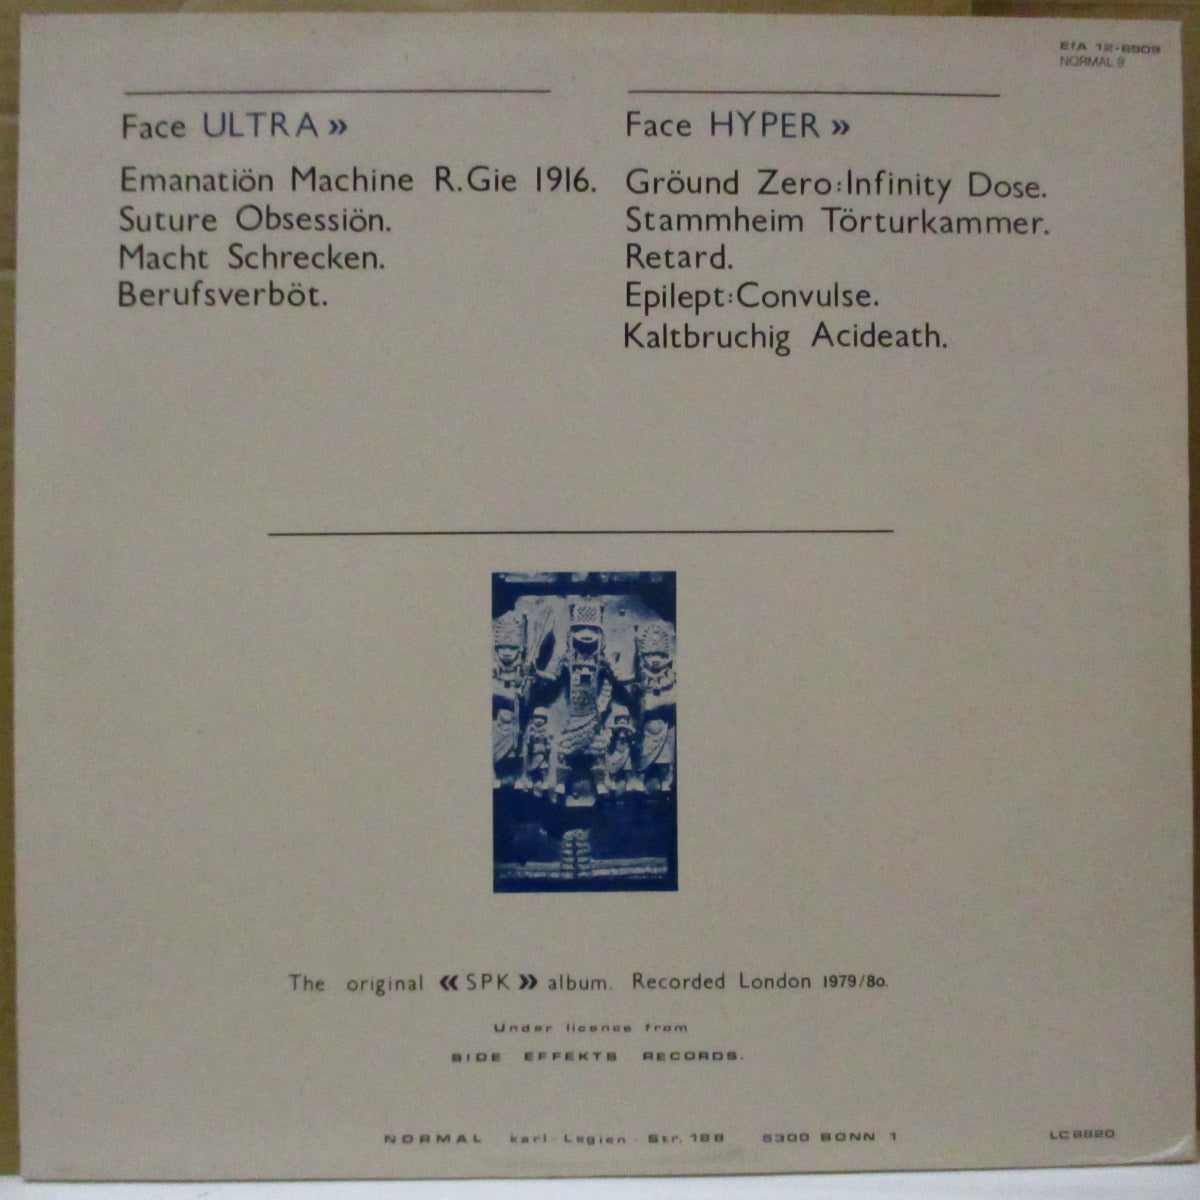 EfA 12-6909
NORMAL 9
Face ULTRA »
Emanatiön Machine R.Gie 1916.
Suture Obsessiön.
Macht Schrecken.
Berufsverböt.
Face HYPER »
Gröund Zero:Infinity Dose.
Stammheim Törturkammer.
Retard.
Epilept:Convulse.
Kaltbruchig Acideath.
The original « SPK » album. Recorded London 1979/80.
Under licence from
SIDE EFFEKTS RECORDS.
NORMAL karl-Legien-Str. 188 5300 BONN 1
LC 8820